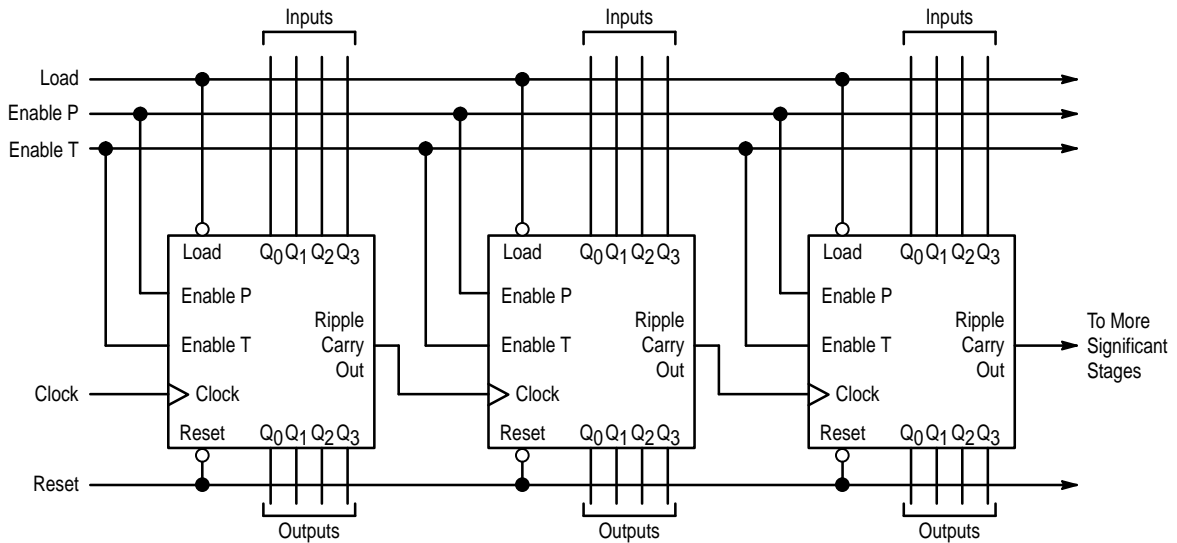 Inputs Inputs Inputs
Load
Enable P
Enable T
Load Q0 Q1 Q2 Q3 Load Q0 Q1 Q2 Q3 Load Q0 Q1 Q2 Q3
Enable P Enable P Enable P
Ripple Ripple Ripple To More
Enable T Carry Enable T Carry Enable T Carry Significant
Out Out Out Stages
Clock Clock Clock Clock
Reset Q0 Q1 Q2 Q3 Reset Q0 Q1 Q2 Q3 Reset Q0 Q1 Q2 Q3
Reset
Outputs Outputs Outputs